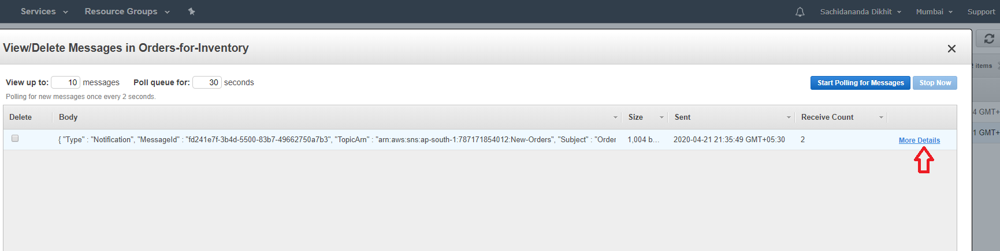 Services Resource Groups Sachidananda Dikhit Mumbai Support
View/Delete Messages in Orders-for-Inventory
items
View up to: 10 messages Poll queue for: 30 seconds Start Polling for Messages Stop Now
Polling for new messages once every 2 seconds.
Delete Body Size Sent Receive Count
4 GMT+
{ "Type" : "Notification", "MessageId" : "fd241e7f-3b4d-5500-83b7-49662750a7b3", "TopicArn" : "arn:aws:sns:ap-south-1:787171854012:New-Orders", "Subject" : "Order 1,004 b... 2020-04-21 21:35:49 GMT+05:30 2 More Details
1 GMT+